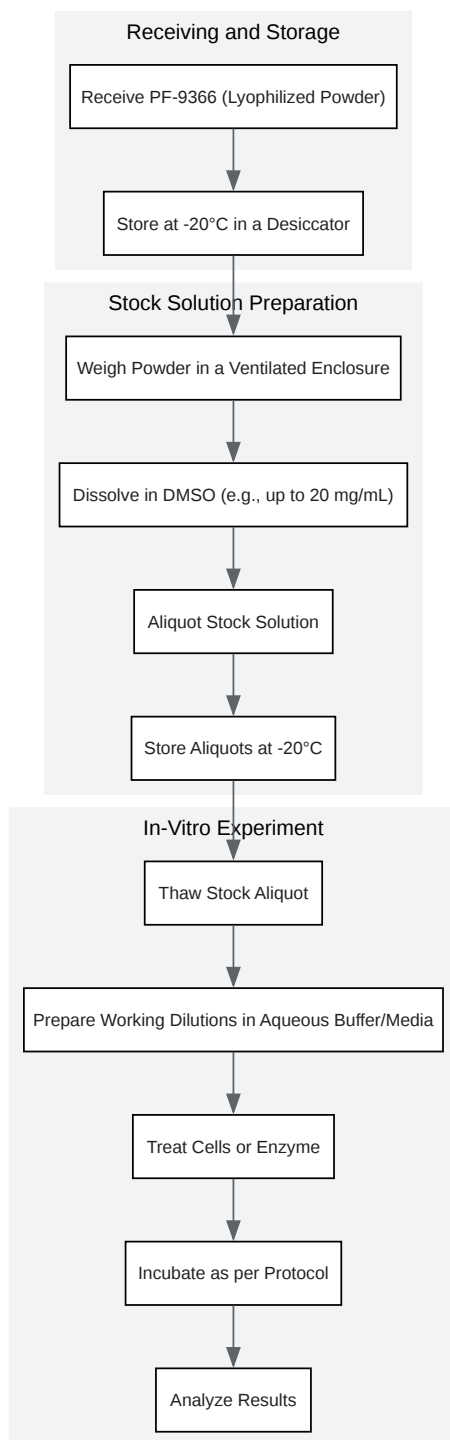 Receiving and Storage
Receive PF-9366 (Lyophilized Powder)
Store at -20°C in a Desiccator
Stock Solution Preparation
Weigh Powder in a Ventilated Enclosure
Dissolve in DMSO (e.g., up to 20 mg/mL)
Aliquot Stock Solution
Store Aliquots at -20°C
In-Vitro Experiment
Thaw Stock Aliquot
Prepare Working Dilutions in Aqueous Buffer/Media
Treat Cells or Enzyme
Incubate as per Protocol
Analyze Results